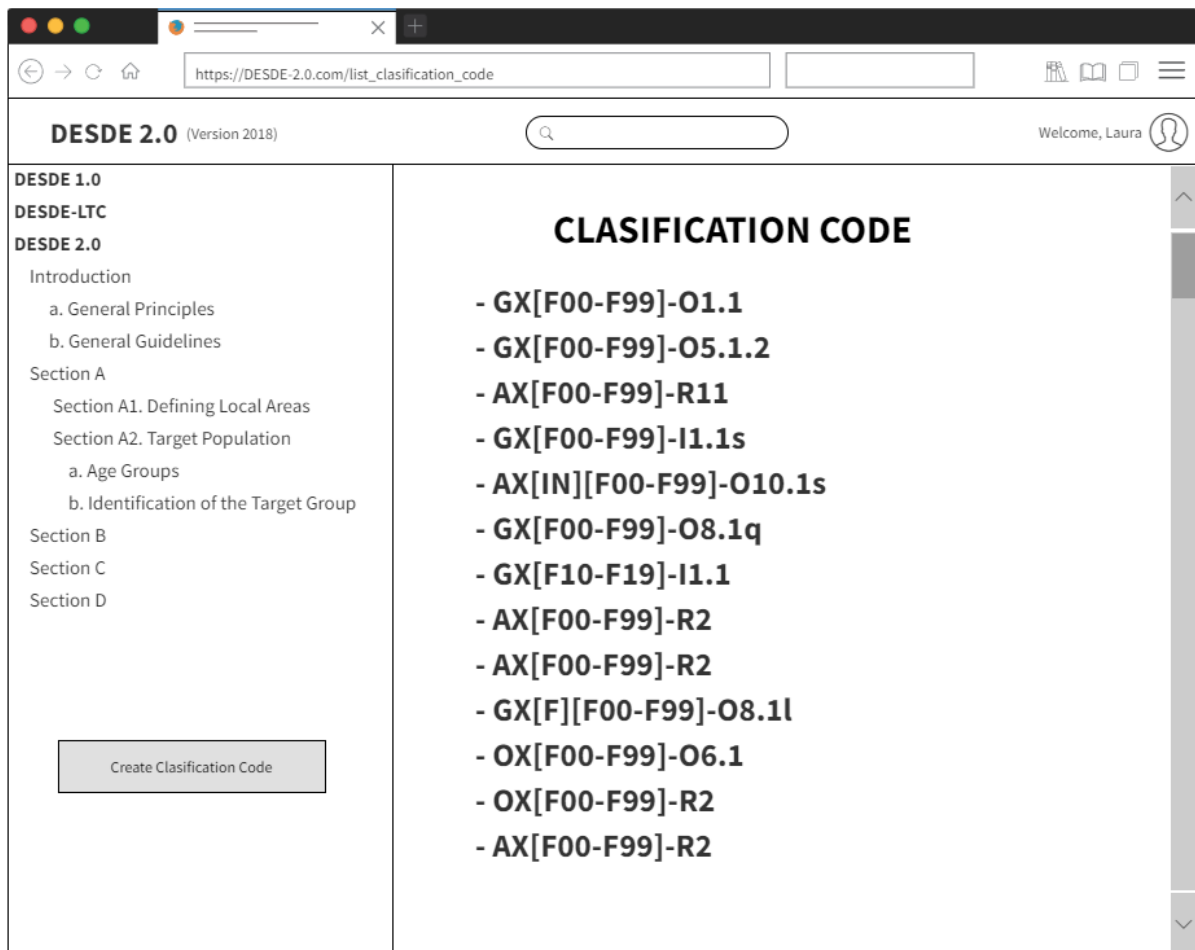 https://DESDE-2.0.com/list_clasification_code
DESDE 2.0 (Version 2018)
Welcome, Laura
DESDE 1.0
DESDE-LTC
DESDE 2.0
Introduction
a. General Principles
b. General Guidelines
Section A
Section A1. Defining Local Areas
Section A2. Target Population
a. Age Groups
b. Identification of the Target Group
Section B
Section C
Section D
Create Clasification Code
CLASIFICATION CODE
- GX[F00-F99]-O1.1
- GX[F00-F99]-O5.1.2
- AX[F00-F99]-R11
- GX[F00-F99]-I1.1s
- AX[IN][F00-F99]-O10.1s
- GX[F00-F99]-O8.1q
- GX[F10-F19]-I1.1
- AX[F00-F99]-R2
- AX[F00-F99]-R2
- GX[F][F00-F99]-O8.1l
- OX[F00-F99]-O6.1
- OX[F00-F99]-R2
- AX[F00-F99]-R2